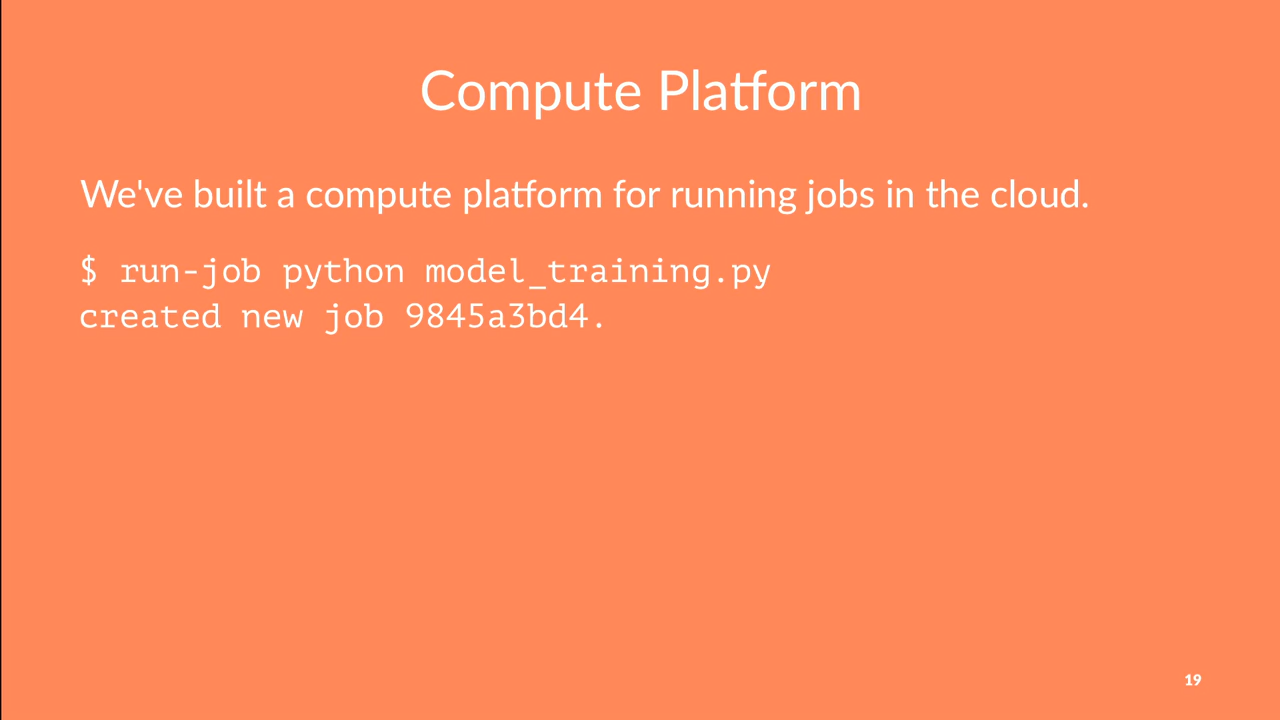 Compute Platform
We've built a compute platform for running jobs in the cloud.
$ run-job python model_training.py
created new job 9845a3bd4.
19